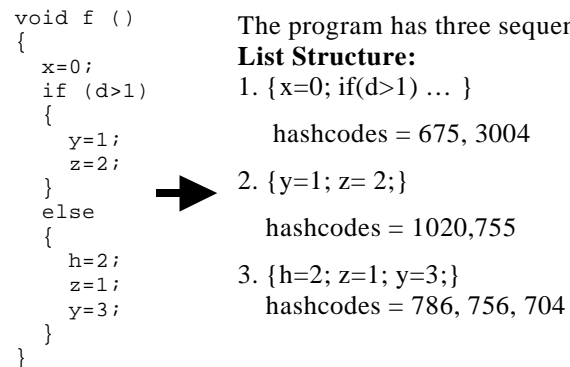 void f ()
{
x=0;
if (d>1)
{
y=1;
z=2;
}
else
{
h=2;
z=1;
y=3;
}
}
The program has three
List Structure:
1. {x=0; if(d>1) … }
hashcodes = 675, 3004
2. {y=1; z= 2;}
hashcodes = 1020,755
3. {h=2; z=1; y=3;}
hashcodes = 786, 756, 704